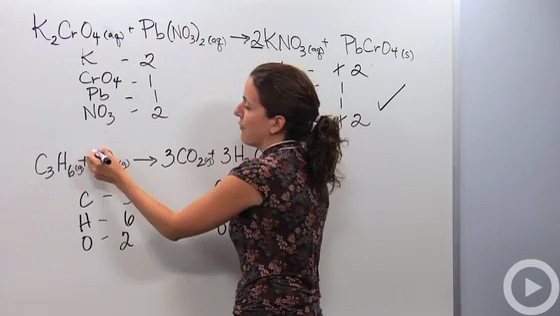 K₂CrO₄(aq) + Pb(NO₃)₂(aq) → 2KNO₃(aq) + PbCrO₄(s)
K - 2 2
CrO₄ - 1 1
Pb - 1 1 ✓
NO₃ - 2 2
C₃H₆(g) + (g) → 3CO₂(g) + 3H₂
C -
H - 6
O - 2